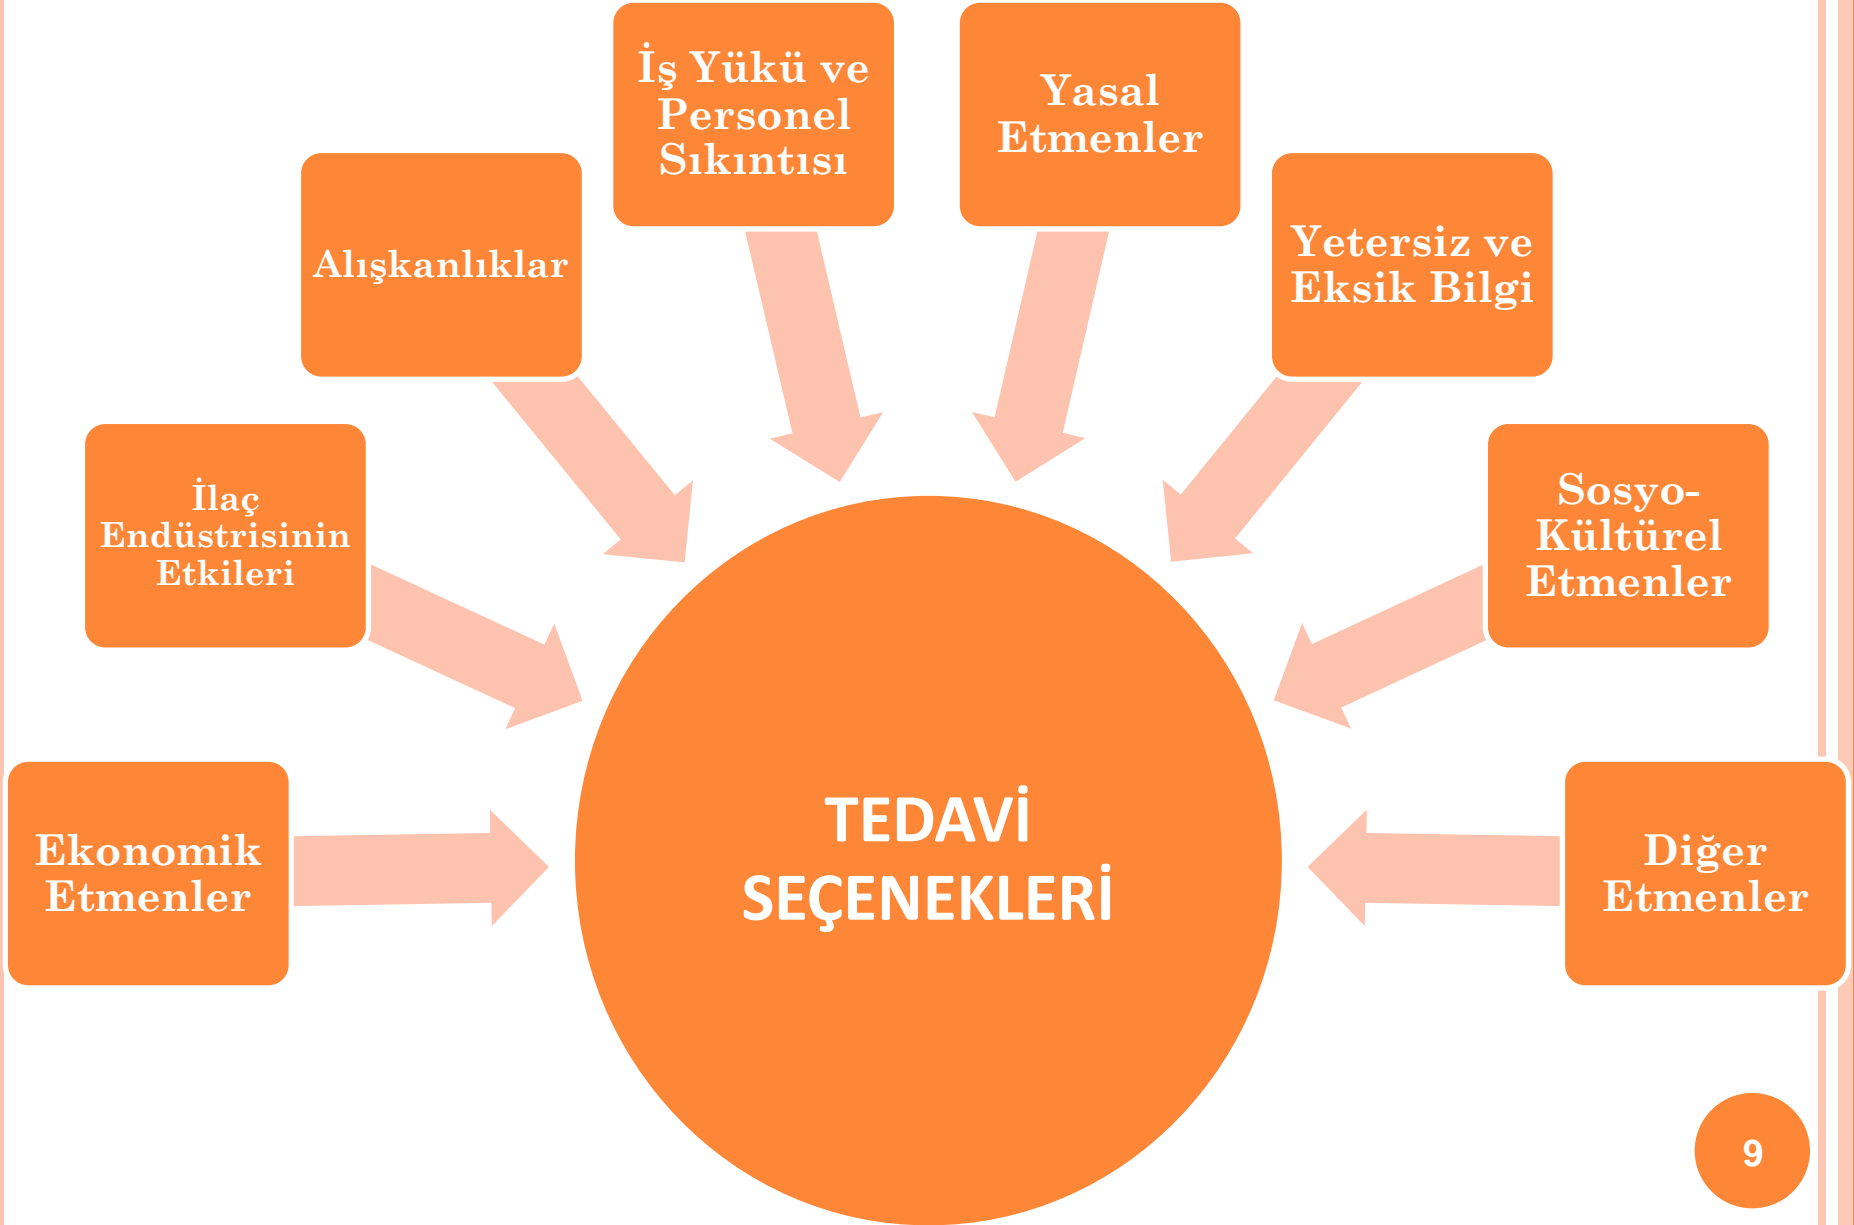 İş Yükü ve
Personel
Sıkıntısı
Yasal
Etmenler
Alışkanlıklar
Yetersiz ve
Eksik Bilgi
İlaç
Endüstrisinin
Etkileri
Sosyo-
Kültürel
Etmenler
Ekonomik
Etmenler
TEDAVİ
SEÇENEKLERİ
Diğer
Etmenler
9